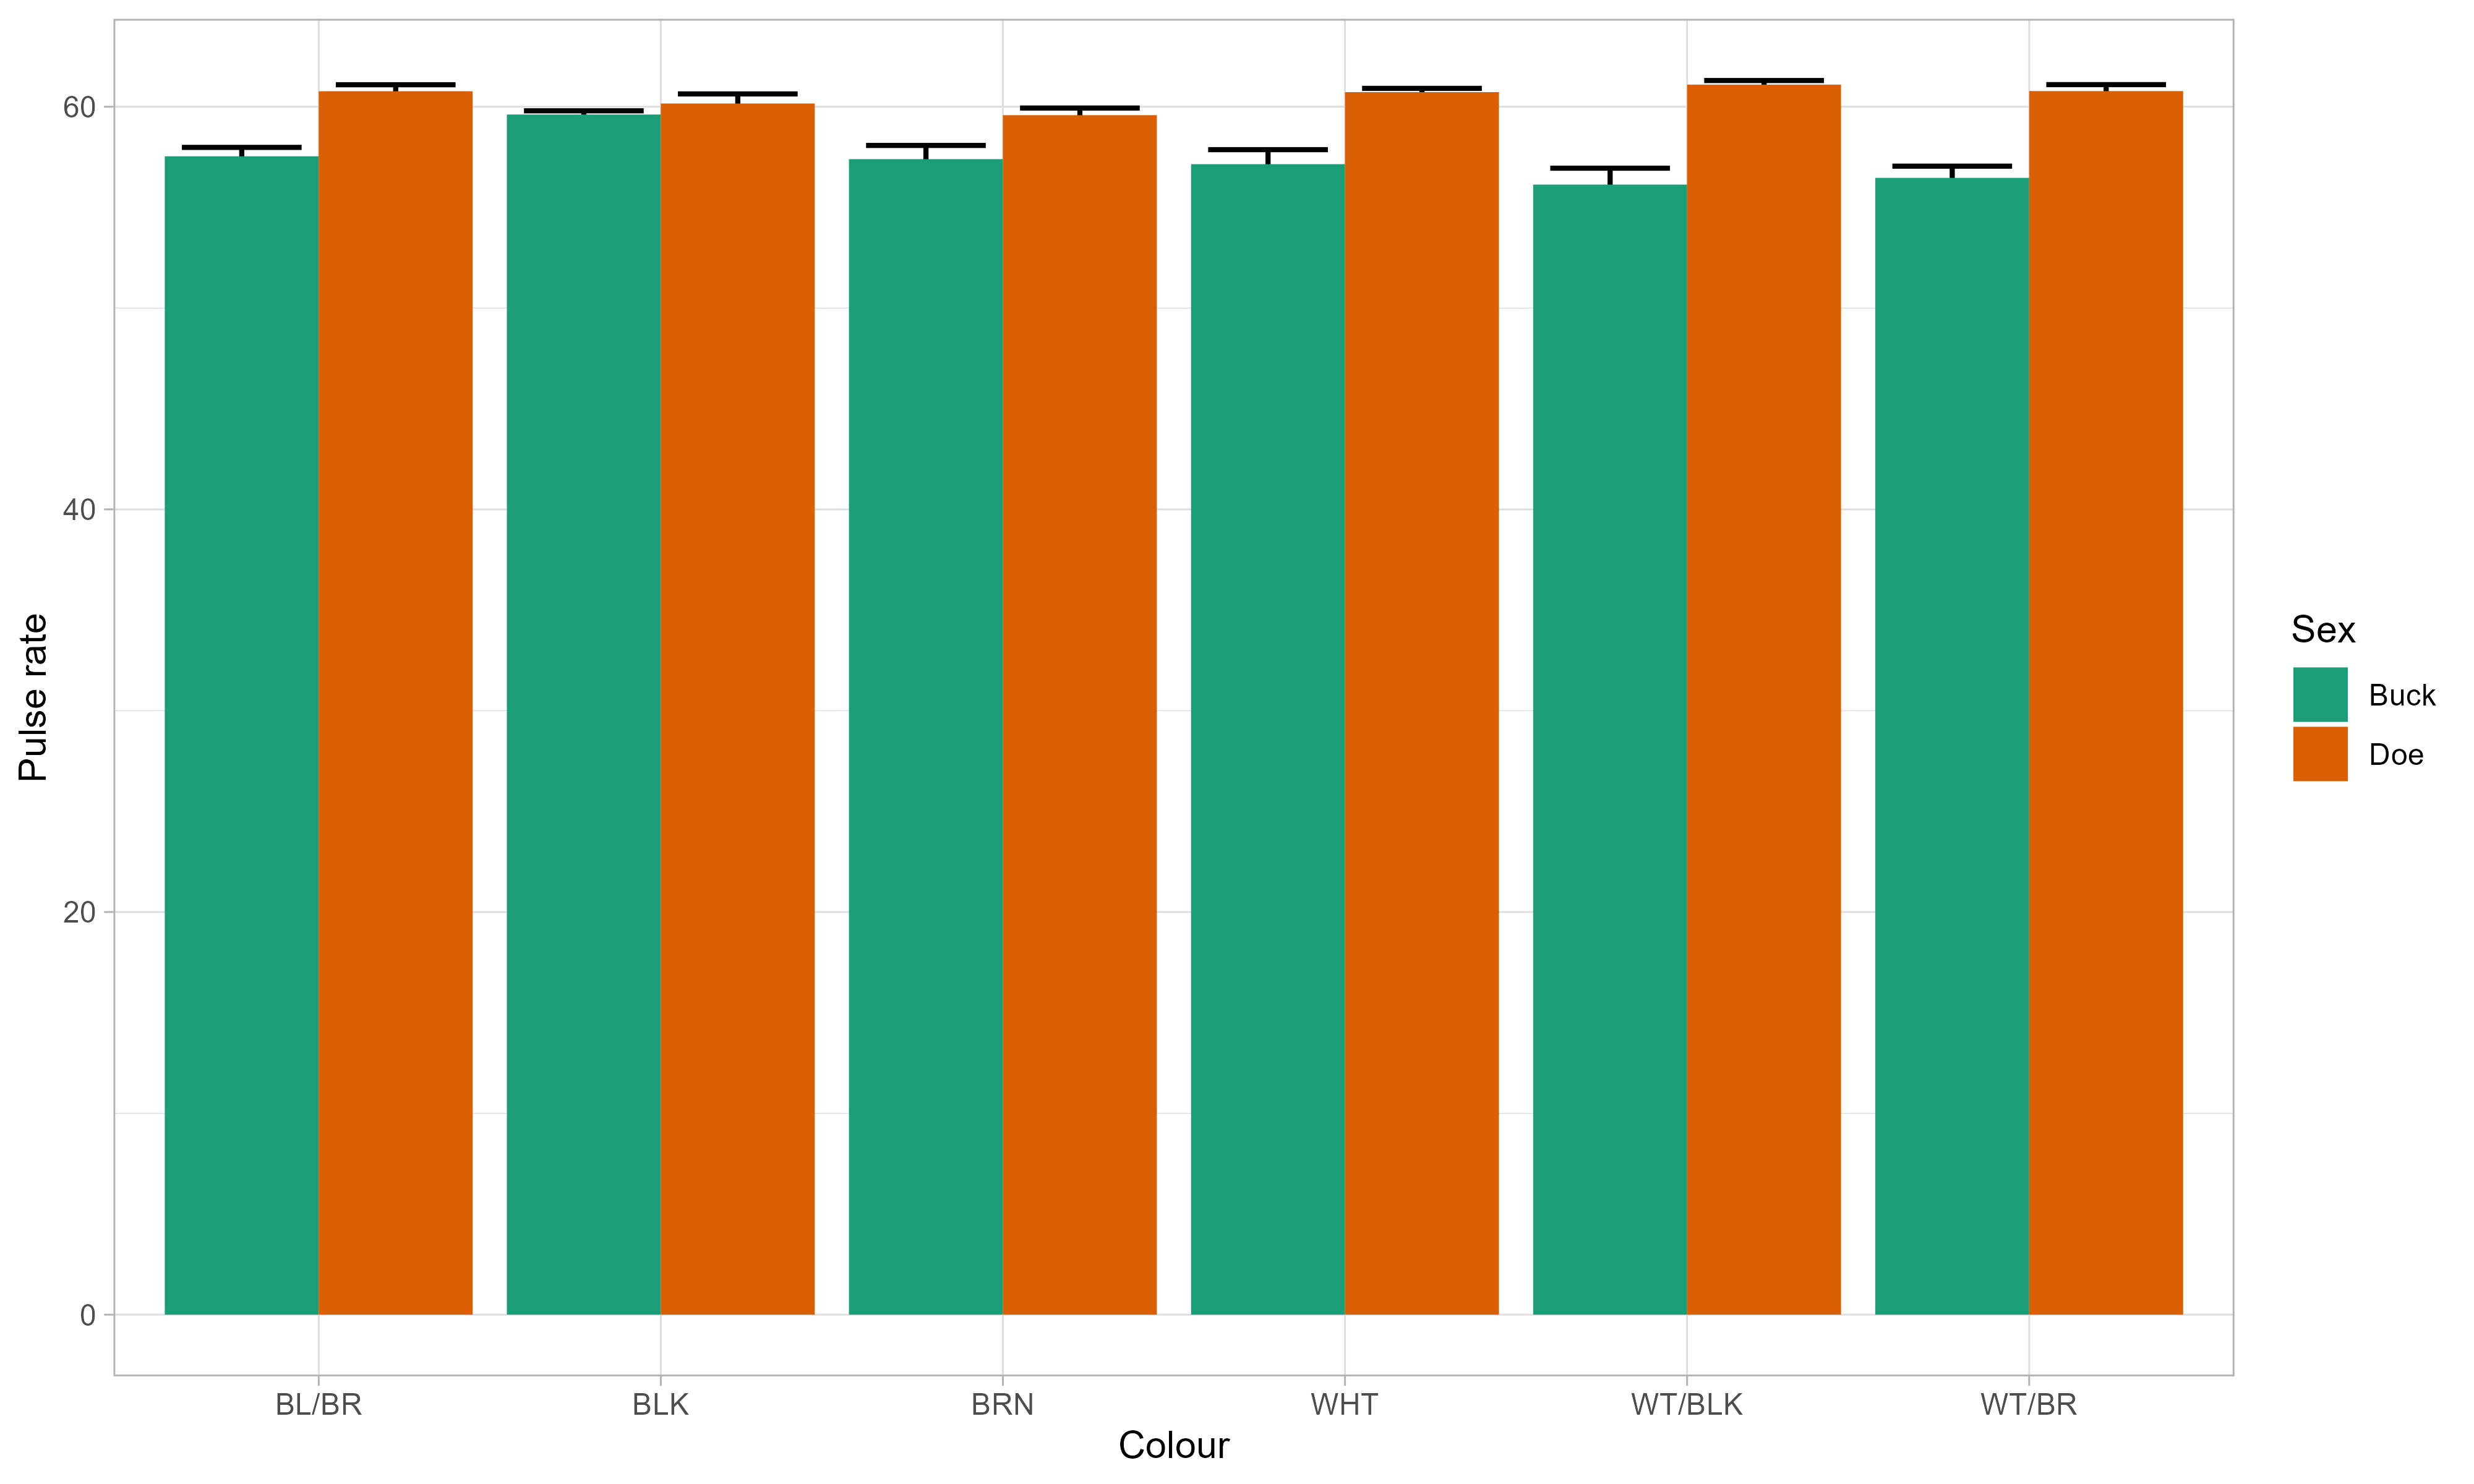 60
40
20
0
Pulse rate
BL/BR
BLK
BRN
WHT
WT/BLK
WT/BR
Colour
Sex
Buck
Doe